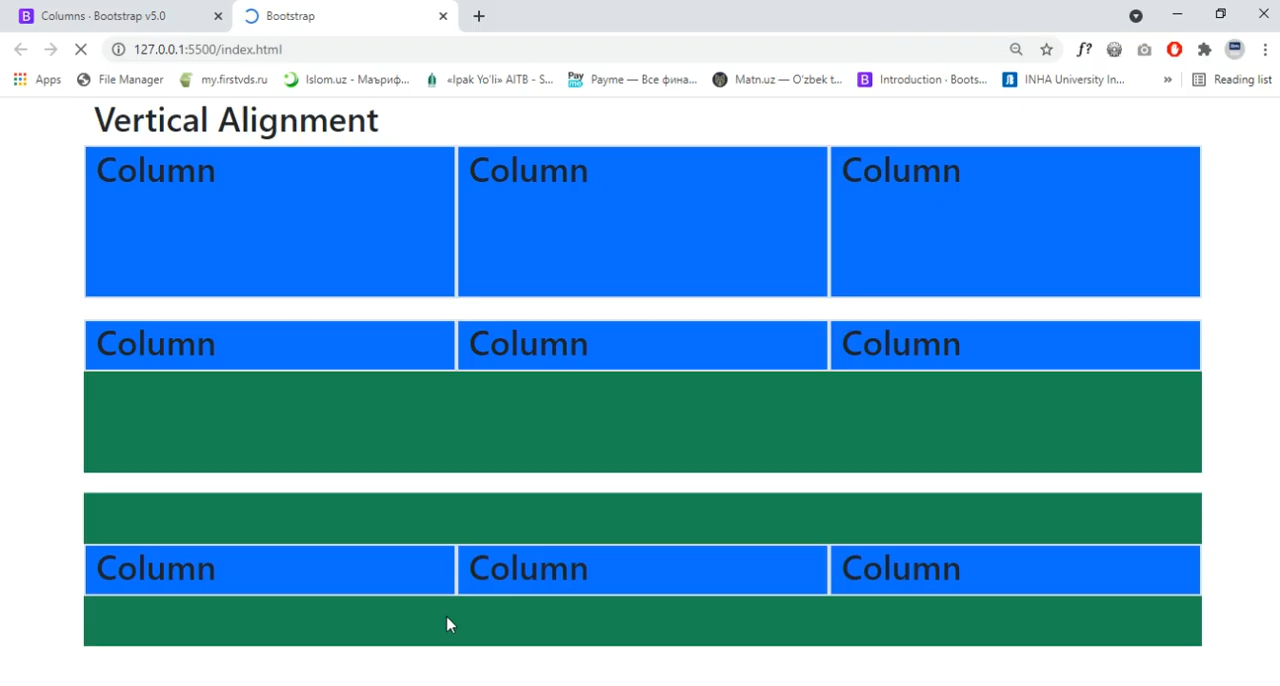 Columns · Bootstrap v5.0
Bootstrap
127.0.0.1:5500/index.html
f?
Apps
File Manager
my.firstvds.ru
Islom.uz - Маъриф...
«Ipak Yo'li» AITB - S...
Pay me
Payme — Все фина...
Matn.uz — O'zbek t...
Introduction · Boots...
INHA University In...
»
Reading list
Vertical Alignment
Column Column Column
Column Column Column
Column Column Column